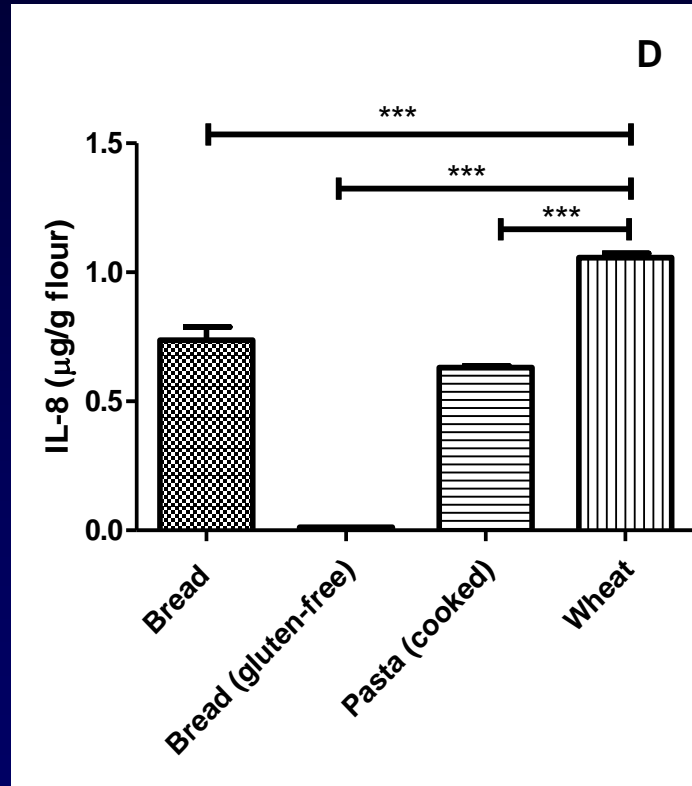 D
***
***
***
1.5
1.0
0.5
0.0
IL-8 (μg/g flour)
Bread
Bread (gluten-free)
Pasta (cooked)
Wheat